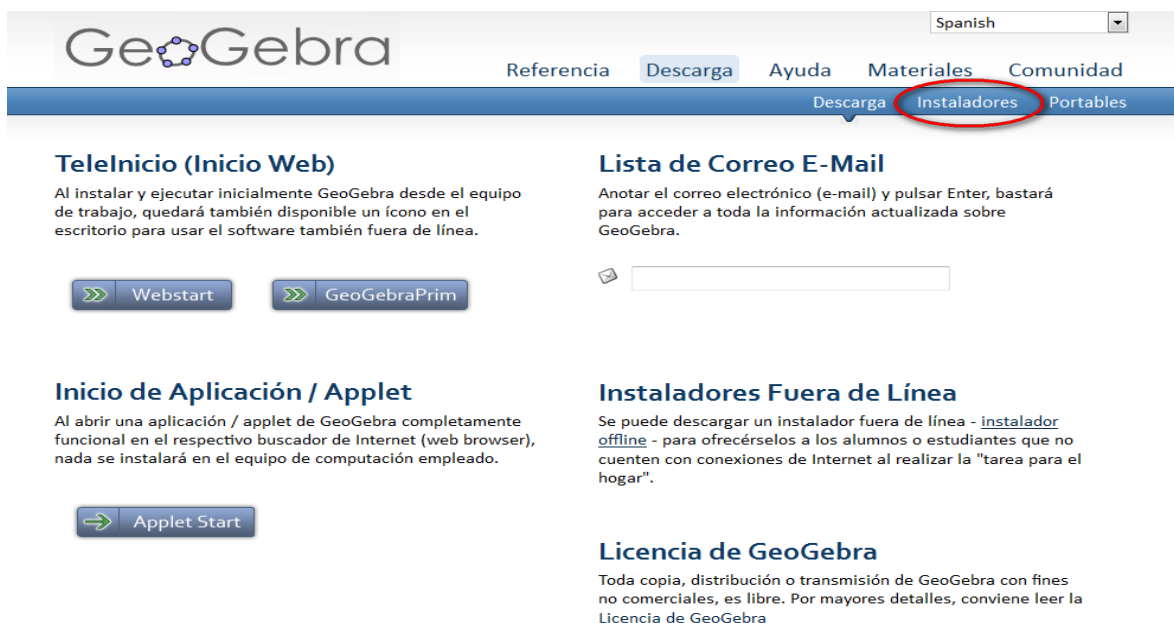 GeoGebra
Spanish
Referencia Descarga Ayuda Materiales Comunidad
Descarga Instaladores Portables
TeleInicio (Inicio Web)
Al instalar y ejecutar inicialmente GeoGebra desde el equipo
de trabajo, quedará también disponible un ícono en el
escritorio para usar el software también fuera de línea.
Webstart GeoGebraPrim
Lista de Correo E-Mail
Anotar el correo electrónico (e-mail) y pulsar Enter, bastará
para acceder a toda la información actualizada sobre
GeoGebra.
Inicio de Aplicación / Applet
Al abrir una aplicación / applet de GeoGebra completamente
funcional en el respectivo buscador de Internet (web browser),
nada se instalará en el equipo de computación empleado.
Applet Start
Instaladores Fuera de Línea
Se puede descargar un instalador fuera de línea - instalador
offline - para ofrecérselos a los alumnos o estudiantes que no
cuenten con conexiones de Internet al realizar la "tarea para el
hogar".
Licencia de GeoGebra
Toda copia, distribución o transmisión de GeoGebra con fines
no comerciales, es libre. Por mayores detalles, conviene leer la
Licencia de GeoGebra